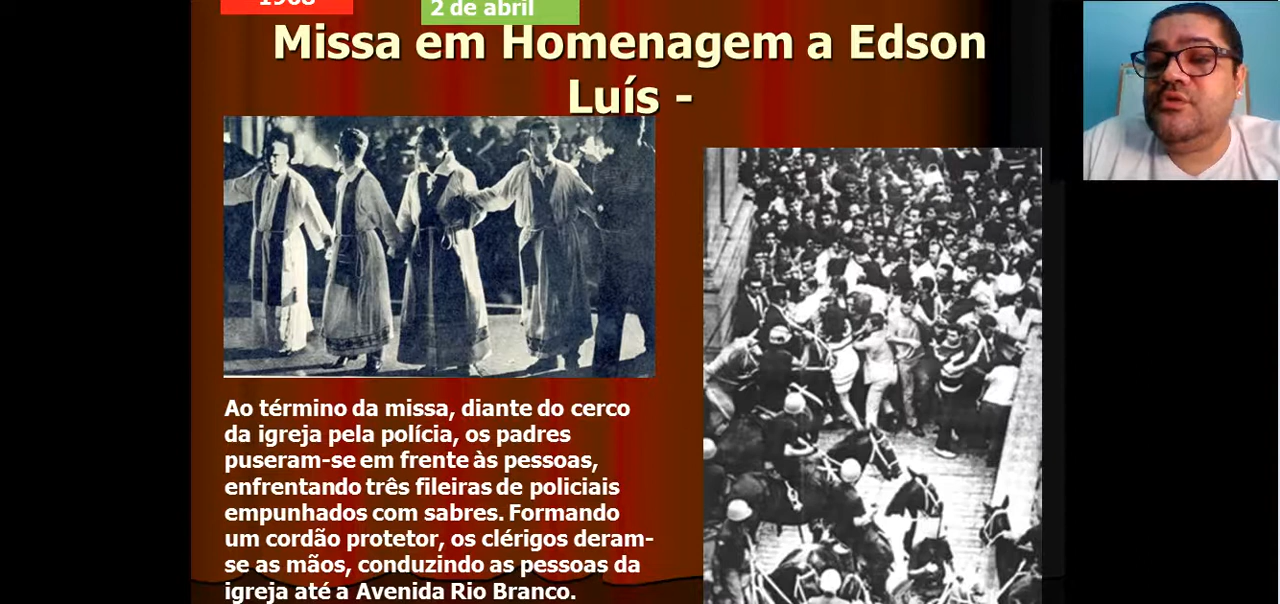 1968
2 de abril
Missa em Homenagem a Edson
Luís -
Ao término da missa, diante do cerco
da igreja pela polícia, os padres
puseram-se em frente às pessoas,
enfrentando três fileiras de policiais
empunhados com sabres. Formando
um cordão protetor, os clérigos deram-
se as mãos, conduzindo as pessoas da
igreja até a Avenida Rio Branco.